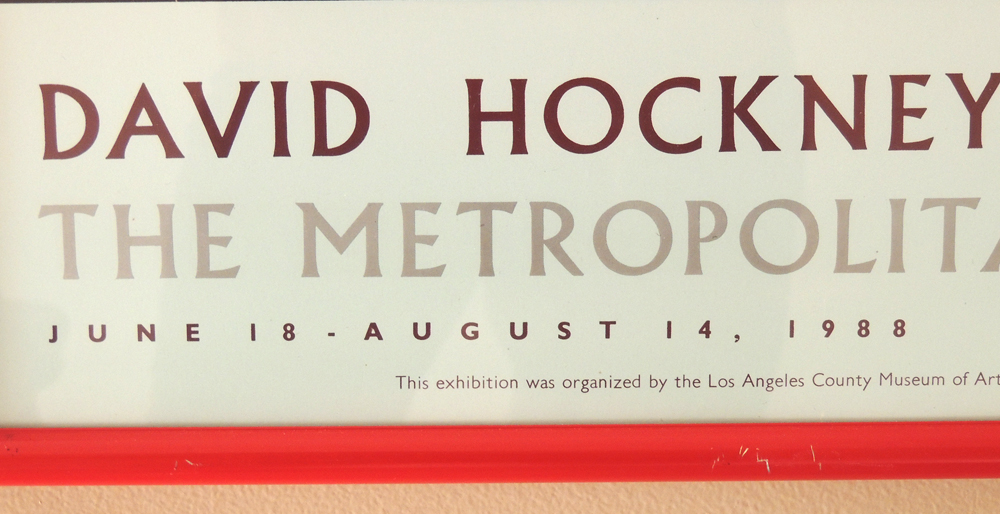 DAVID HOCKNEY
THE METROPOLITA
JUNE 18 - AUGUST 14, 1988
This exhibition was organized by the Los Angeles County Museum of Art